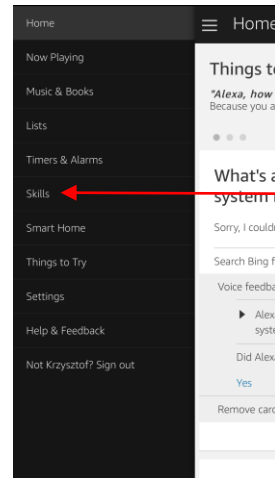 Home
Now Playing
Music & Books
Lists
Timers & Alarms
Skills
Smart Home
Things to Try
Settings
Help & Feedback
Not Krzysztof? Sign out
Home
Things t
"Alexa, how
Because you a
What's a
system
Sorry, I could
Search Bing f
Voice feedba
Alex
syste
Did Alex
Yes
Remove car